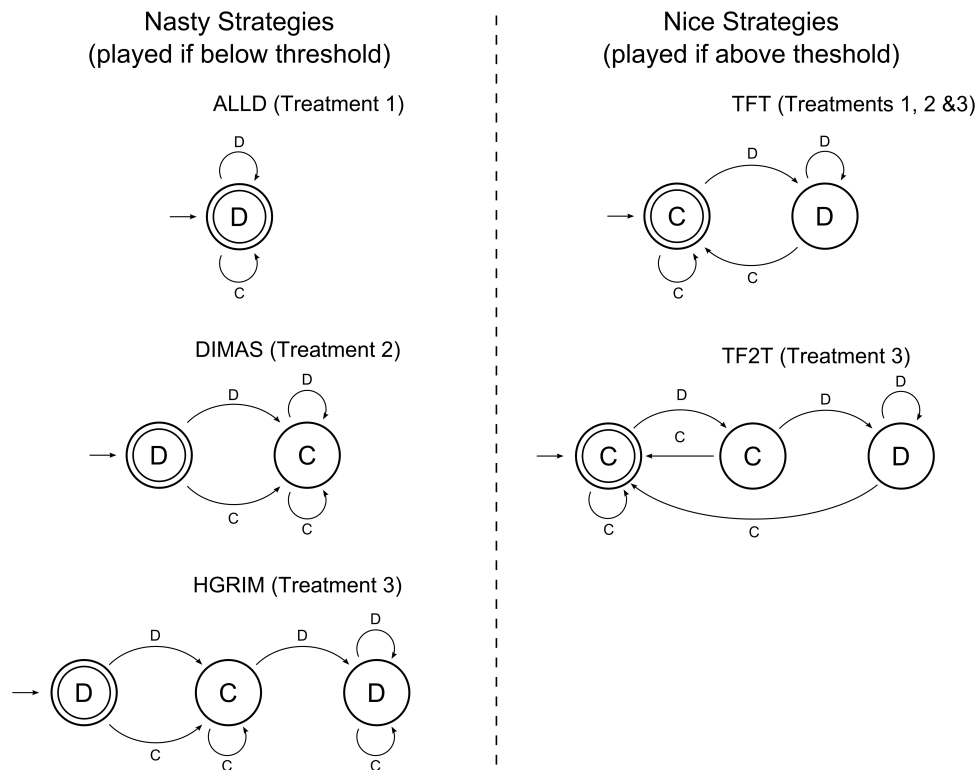 Nasty Strategies
(played if below threshold)
ALLD (Treatment 1)
D
D
C
DIMAS (Treatment 2)
D
D
D
C
C
C
HGRIM (Treatment 3)
D
D
D
D
C
D
C
C
C
Nice Strategies
(played if above theshold)
TFT (Treatments 1, 2 &3)
D
D
C
D
C
C
TF2T (Treatment 3)
D
D
D
C
C
C
D
C
C